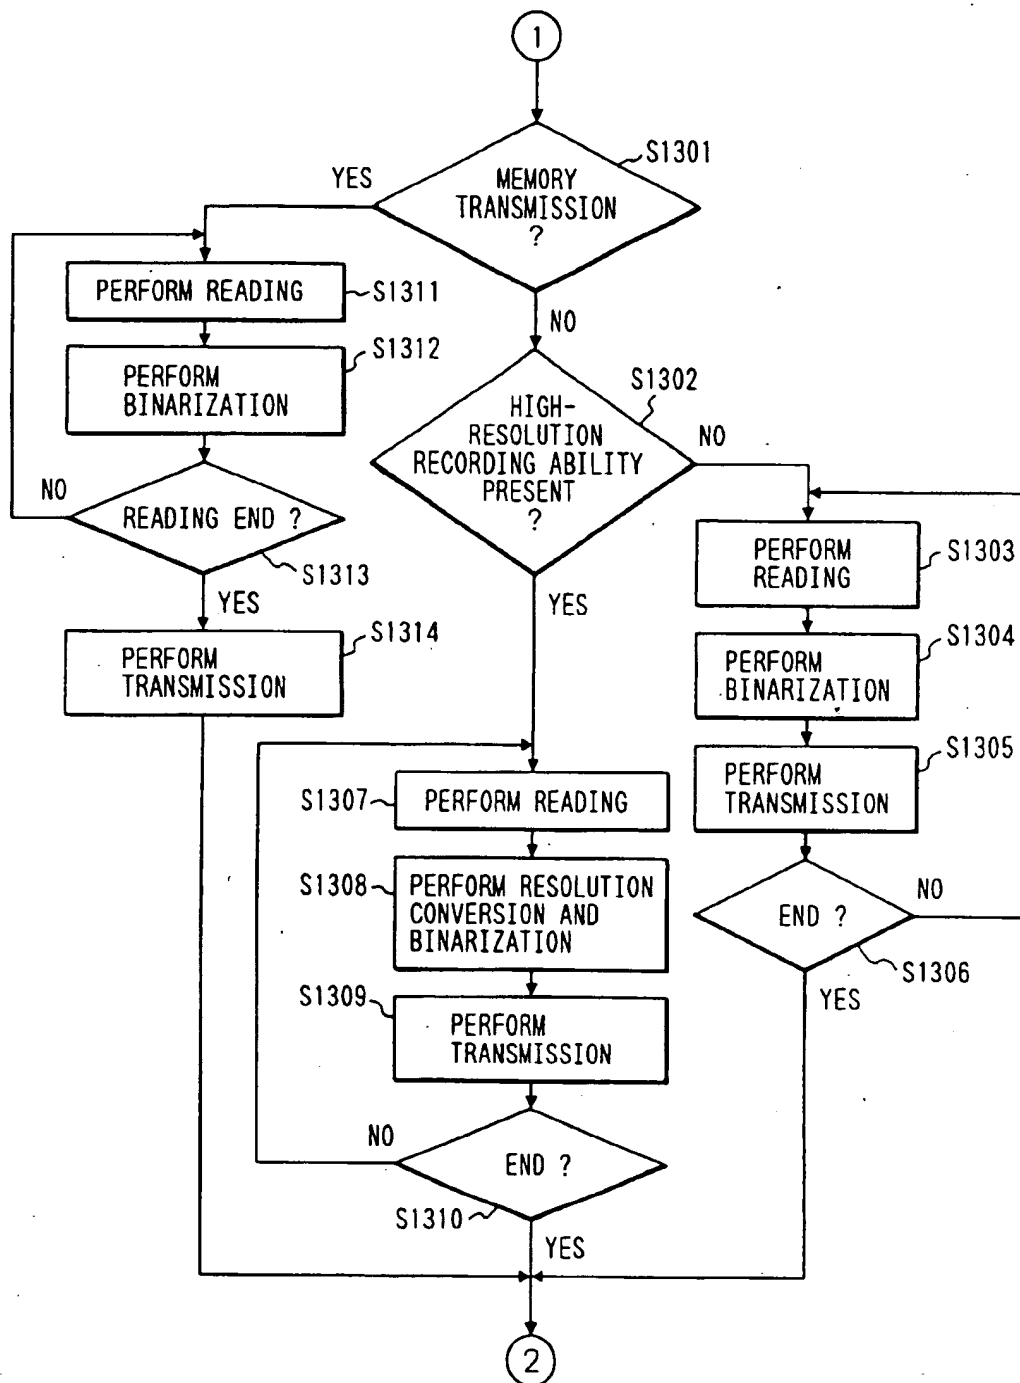 1
S1301
YES
MEMORY
TRANSMISSION
?
PERFORM READING
S1311
NO
S1312
PERFORM
BINARIZATION
S1302
HIGH-
RESOLUTION
RECORDING ABILITY
PRESENT
?
NO
NO
READING END ?
S1313
YES
YES
PERFORM
READING
S1303
S1314
PERFORM
TRANSMISSION
S1304
PERFORM
BINARIZATION
S1305
PERFORM
TRANSMISSION
S1307
PERFORM READING
S1308
PERFORM RESOLUTION
CONVERSION AND
BINARIZATION
END ?
NO
S1306
YES
S1309
PERFORM
TRANSMISSION
NO
END ?
S1310
YES
2